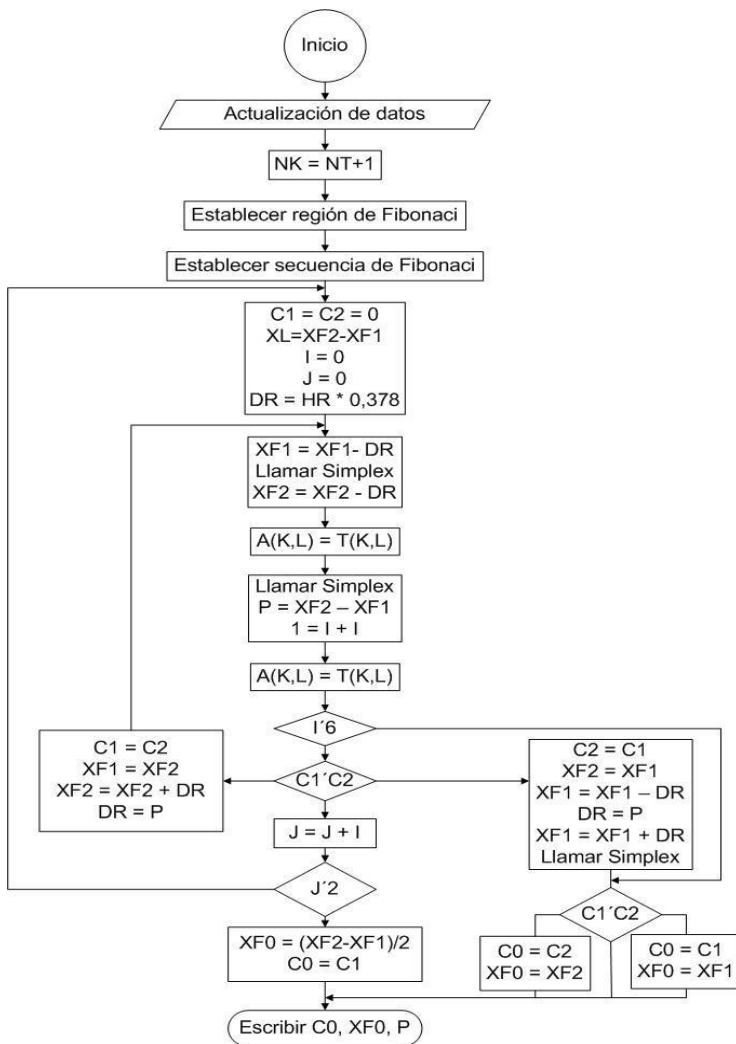 Inicio
Actualización de datos
NK = NT+1
Establecer región de Fibonaci
Establecer secuencia de Fibonaci
C1 = C2 = 0
XL=XF2-XF1
I = 0
J = 0
DR = HR * 0,378
XF1 = XF1- DR
Llamar Simplex
XF2 = XF2 - DR
A(K,L) = T(K,L)
Llamar Simplex
P = XF2 – XF1
1 = I + I
A(K,L) = T(K,L)
I´6
C1 = C2
XF1 = XF2
XF2 = XF2 + DR
DR = P
C1´C2
C2 = C1
XF2 = XF1
XF1 = XF1 – DR
DR = P
XF1 = XF1 + DR
Llamar Simplex
J = J + I
J´2
C1´C2
XF0 = (XF2-XF1)/2
C0 = C1
C0 = C2
XF0 = XF2
C0 = C1
XF0 = XF1
Escribir C0, XF0, P